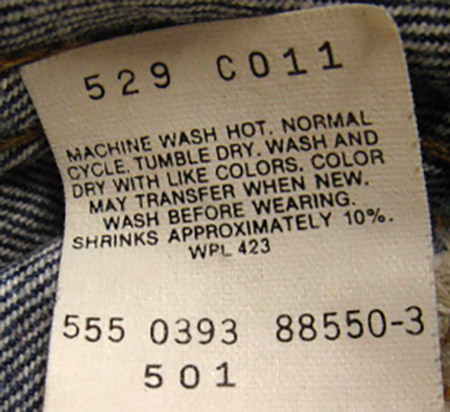 529 C011
MACHINE WASH HOT. NORMAL
CYCLE. TUMBLE DRY. WASH AND
DRY WITH LIKE COLORS. COLOR
MAY TRANSFER WHEN NEW.
WASH BEFORE WEARING.
SHRINKS APPROXIMATELY 10%.
WPL 423
555 0393 88550-3
501